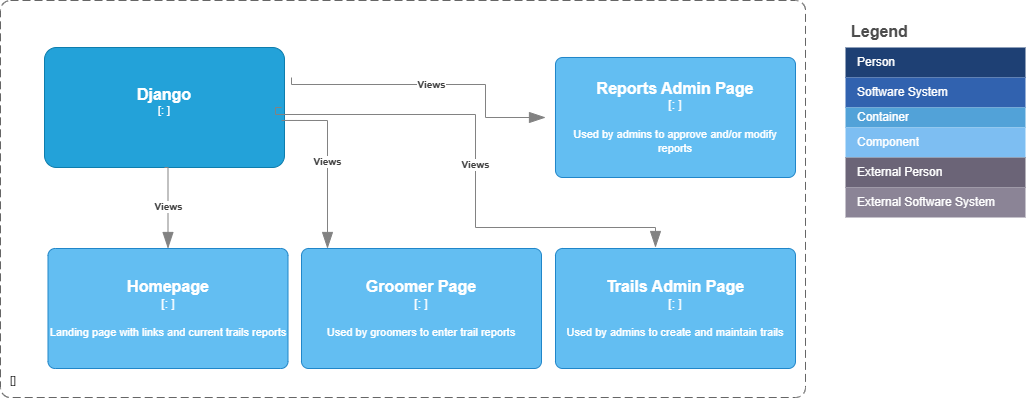 Django
[: ]
Views
Reports Admin Page
[: ]
Used by admins to approve and/or modify
reports
Views
Views
Views
Homepage
[: ]
Landing page with links and current trails reports
Groomer Page
[: ]
Used by groomers to enter trail reports
Trails Admin Page
[: ]
Used by admins to create and maintain trails
[]
Legend
Person
Software System
Container
Component
External Person
External Software System